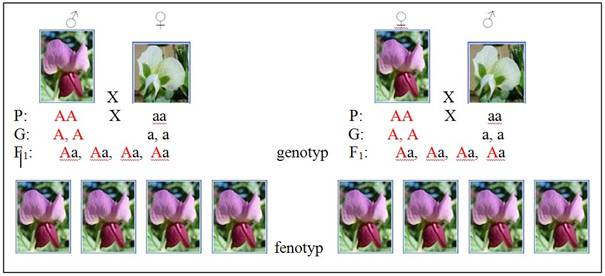 ♂ ♀ ♀ ♂
X X
P: AA X aa P: AA X aa
G: A, A a, a G: A, A a, a
F1: Aa, Aa, Aa, Aa genotyp F1: Aa, Aa, Aa, Aa
fenotyp